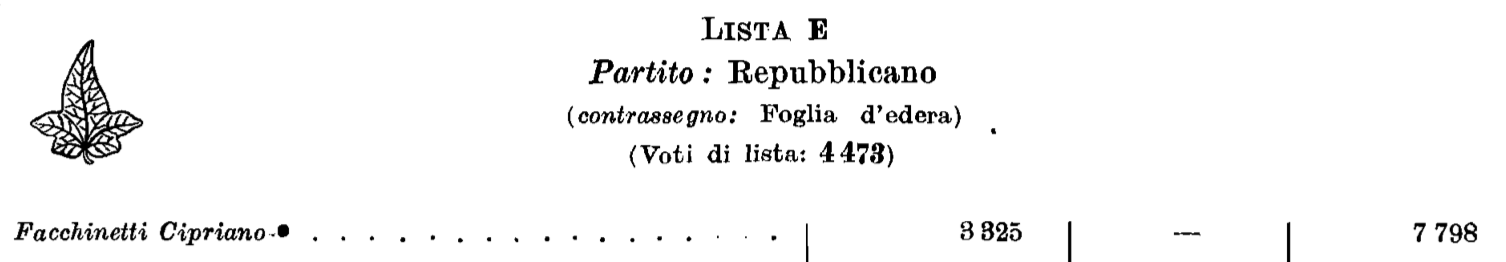 LISTA E
Partito: Repubblicano
(contrassegno: Foglia d'edera)
(Voti di lista: 4 473)
Facchinetti Cipriano • . . . . . . . . . . . . . . . . . 3 325 | — | 7 798